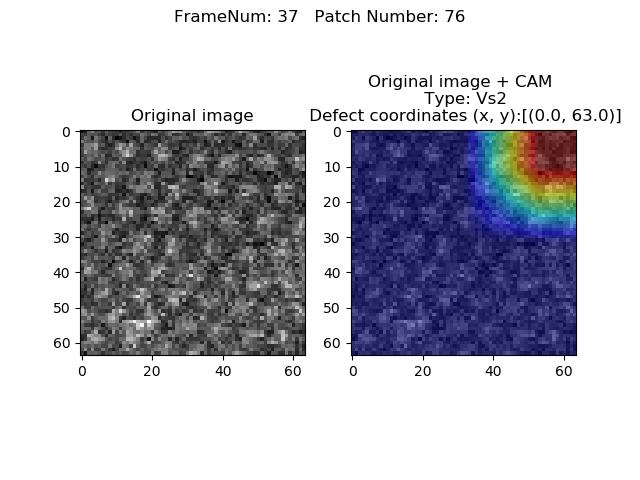 FrameNum: 37   Patch Number: 76
Original image
Original image + CAM
Type: Vs2
Defect coordinates (x, y):[(0.0, 63.0)]
0
10
20
30
40
50
60
0 20 40 60
0
10
20
30
40
50
60
0 20 40 60